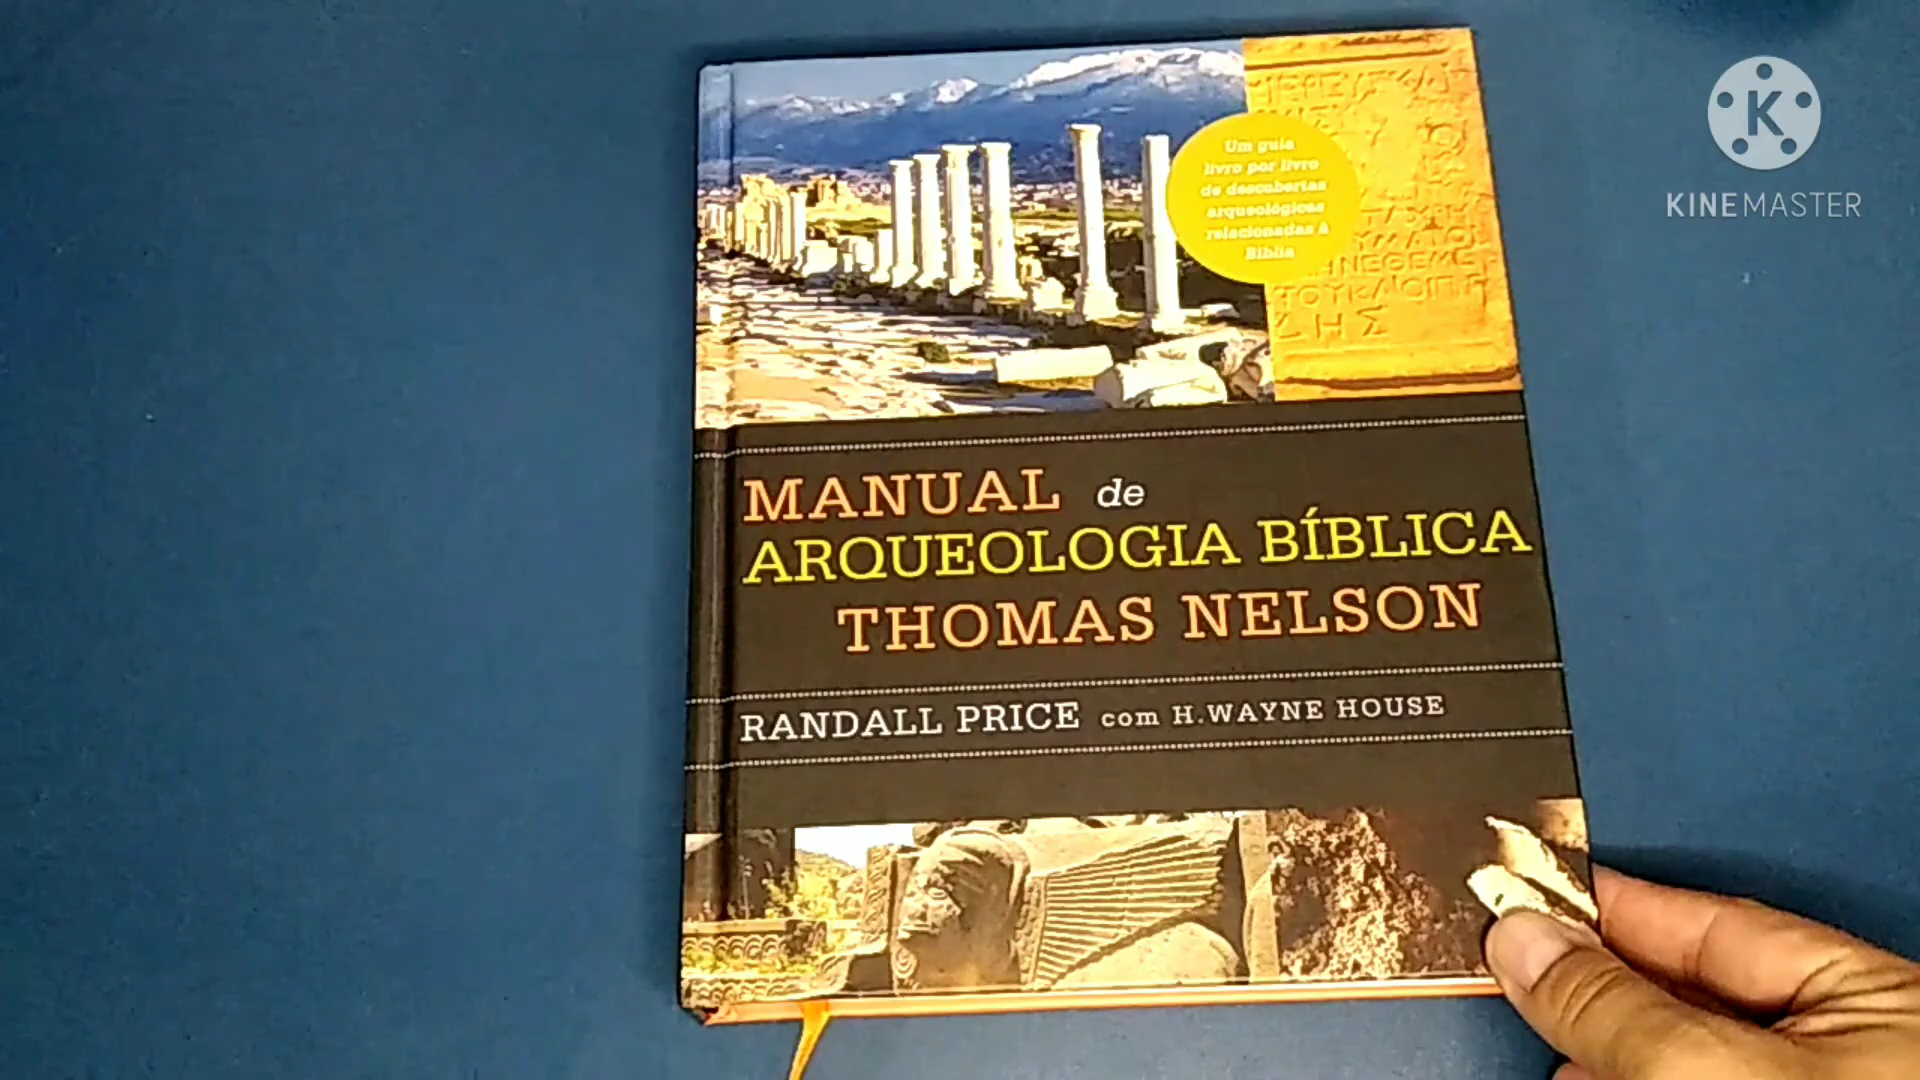 Um guia
livro por livro
de descobertas
arqueológicas
relacionadas à
Bíblia
MANUAL de
ARQUEOLOGIA BÍBLICA
THOMAS NELSON
RANDALL PRICE com H. WAYNE HOUSE
K
KINEMASTER